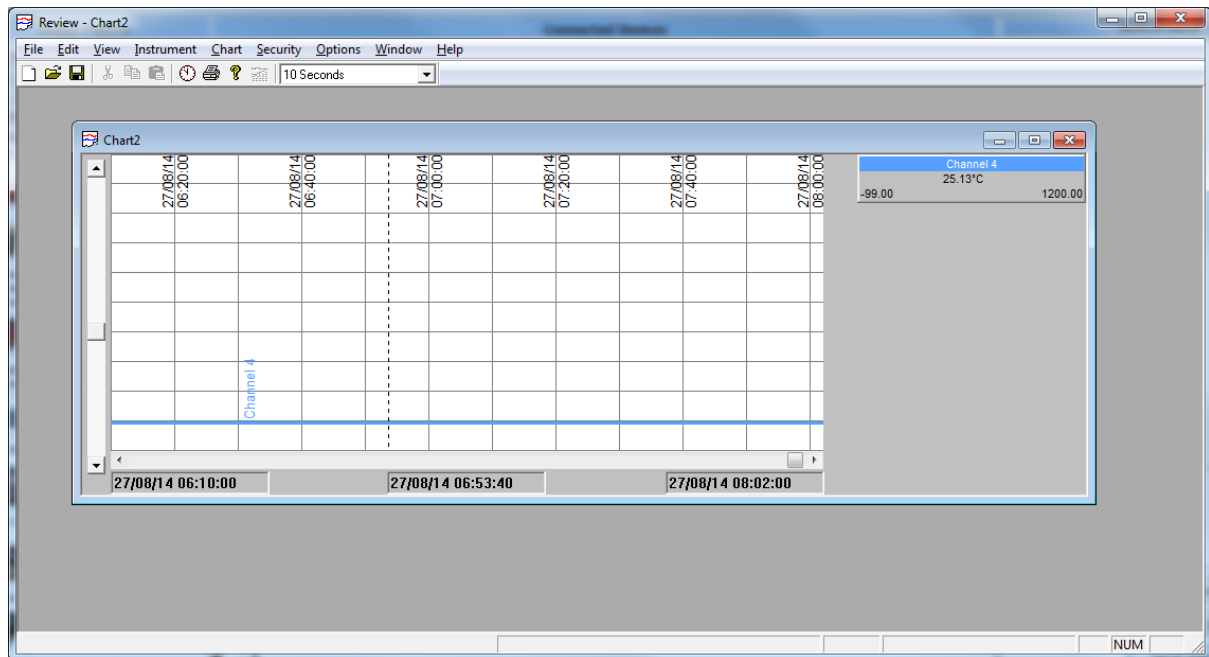 Review - Chart2
File Edit View Instrument Chart Security Options Window Help
10 Seconds
Chart2
27/08/14
06:20:00
27/08/14
06:40:00
27/08/14
07:00:00
27/08/14
07:20:00
27/08/14
07:40:00
27/08/14
08:00:00
Channel 4
25.13°C
-99.00 1200.00
Channel 4
27/08/14 06:10:00 27/08/14 06:53:40 27/08/14 08:02:00
NUM